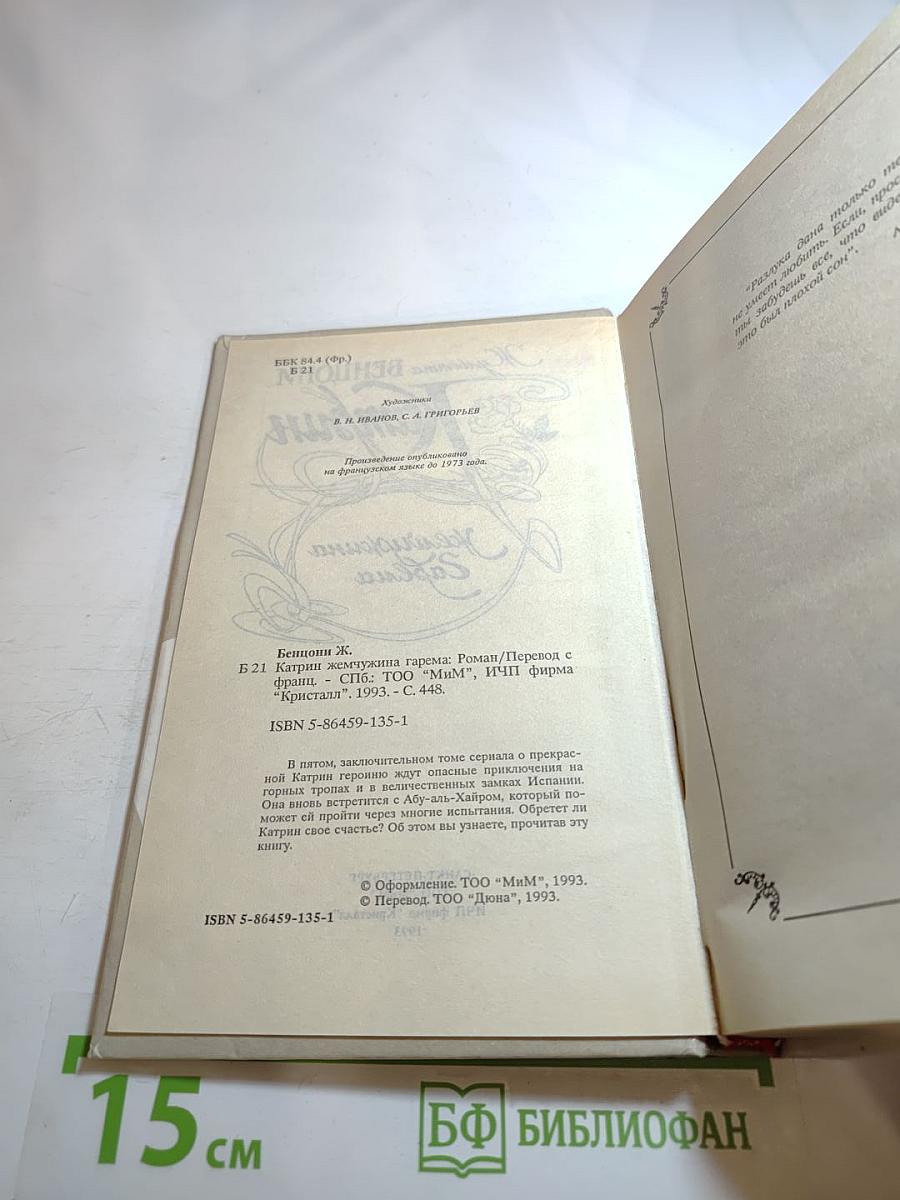 ББК 84.4 (Фр.)
Б 21
Художники
В. Н. ИВАНОВ, С. А. ГРИГОРЬЕВ
Произведение опубликовано
на французском языке до 1973 года.
Бенцони Ж.
Б 21 Катрин жемчужина гарема: Роман/Перевод с
франц. - СПб.: ТОО “МиМ”, ИЧП фирма
“Кристалл”. 1993. - С. 448.
ISBN 5-86459-135-1
В пятом, заключительном томе сериала о прекрас-
ной Катрин героиню ждут опасные приключения на
горных тропах и в величественных замках Испании.
Она вновь встретится с Абу-аль-Хайром, который по-
может ей пройти через многие испытания. Обретет ли
Катрин свое счастье? Об этом вы узнаете, прочитав эту
книгу.
© Оформление. ТОО “МиМ”, 1993.
© Перевод. ТОО “Дюна”, 1993.
ISBN 5-86459-135-1
“Разлука дана только
не умеет любить. Если,
ты забудешь все, что
это был плохой сон”.
15 см
БФ БИБЛИОФАН